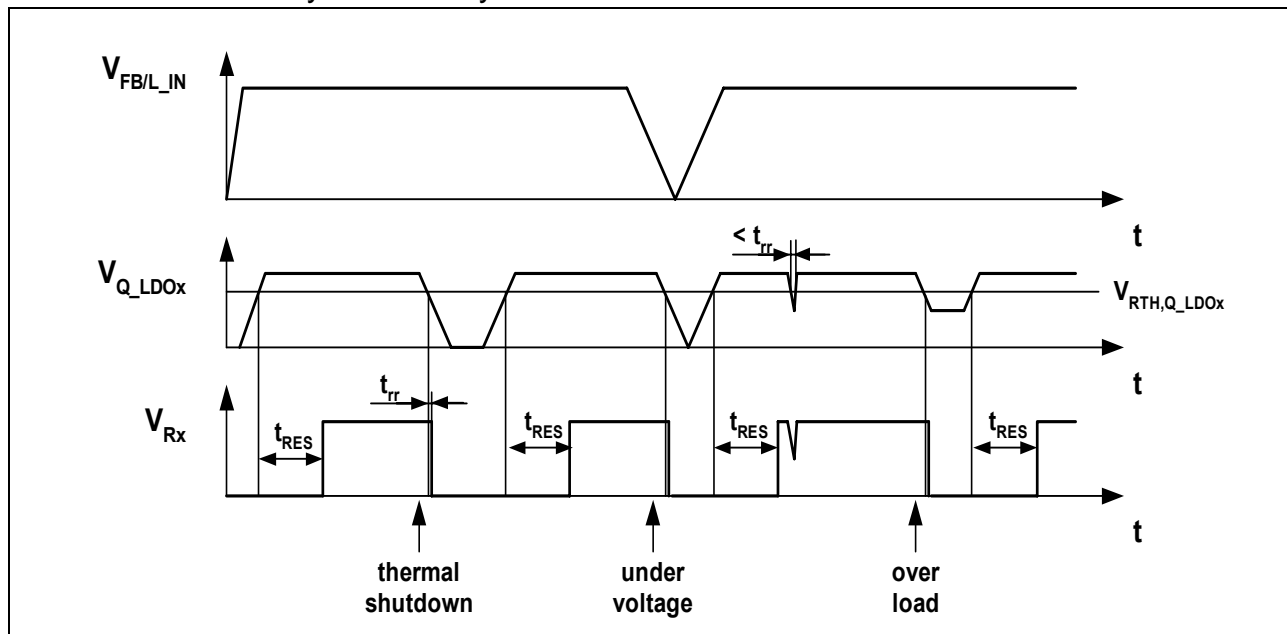 V_FB/L_IN
t
< t_rr
V_Q_LDOx
V_RTH,Q_LDOx
t
t_rr
V_Rx
t_RES
t_RES
t_RES
t_RES
t
thermal
shutdown
under
voltage
over
load